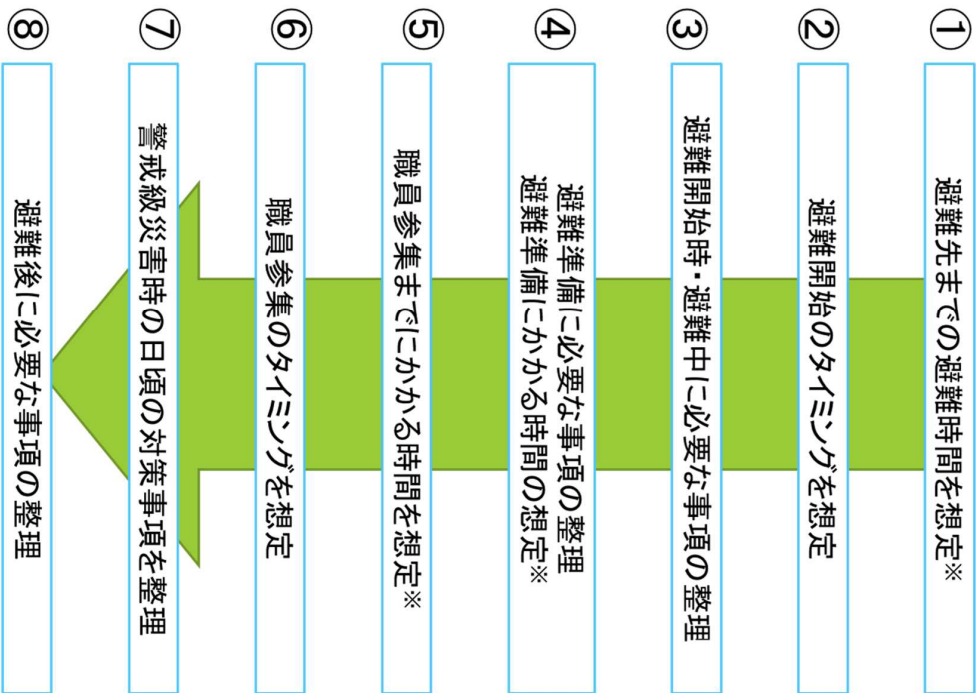 ① 避難先までの避難時間を想定※
② 避難開始のタイミングを想定
③ 避難開始時・避難中に必要な事項の整理
④ 避難準備に必要な事項の整理
避難準備にかかる時間の想定※
⑤ 職員参集までにかかる時間を想定※
⑥ 職員参集のタイミングを想定
⑦ 警戒級災害時の日頃の対策事項を整理
⑧ 避難後に必要な事項の整理